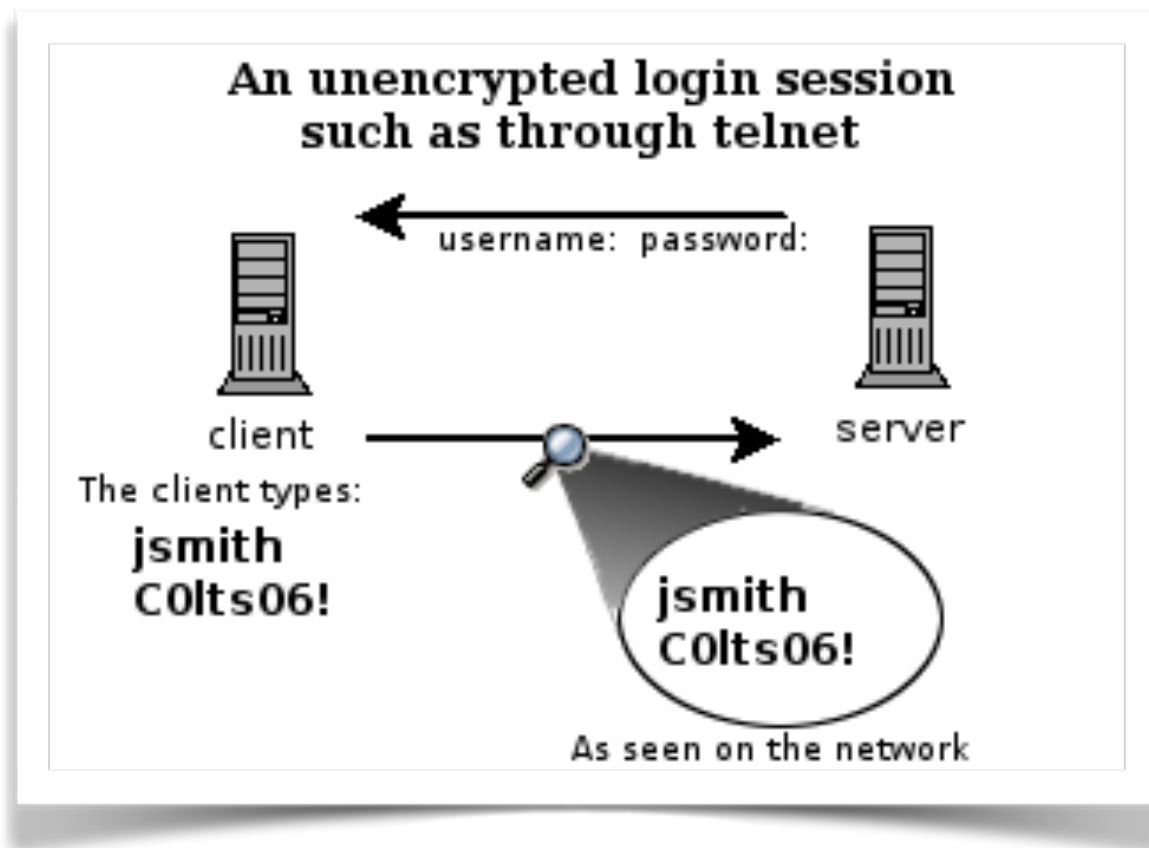 An unencrypted login session
such as through telnet
username: password:
client
server
The client types:
jsmith
C0lts06!
jsmith
C0lts06!
As seen on the network